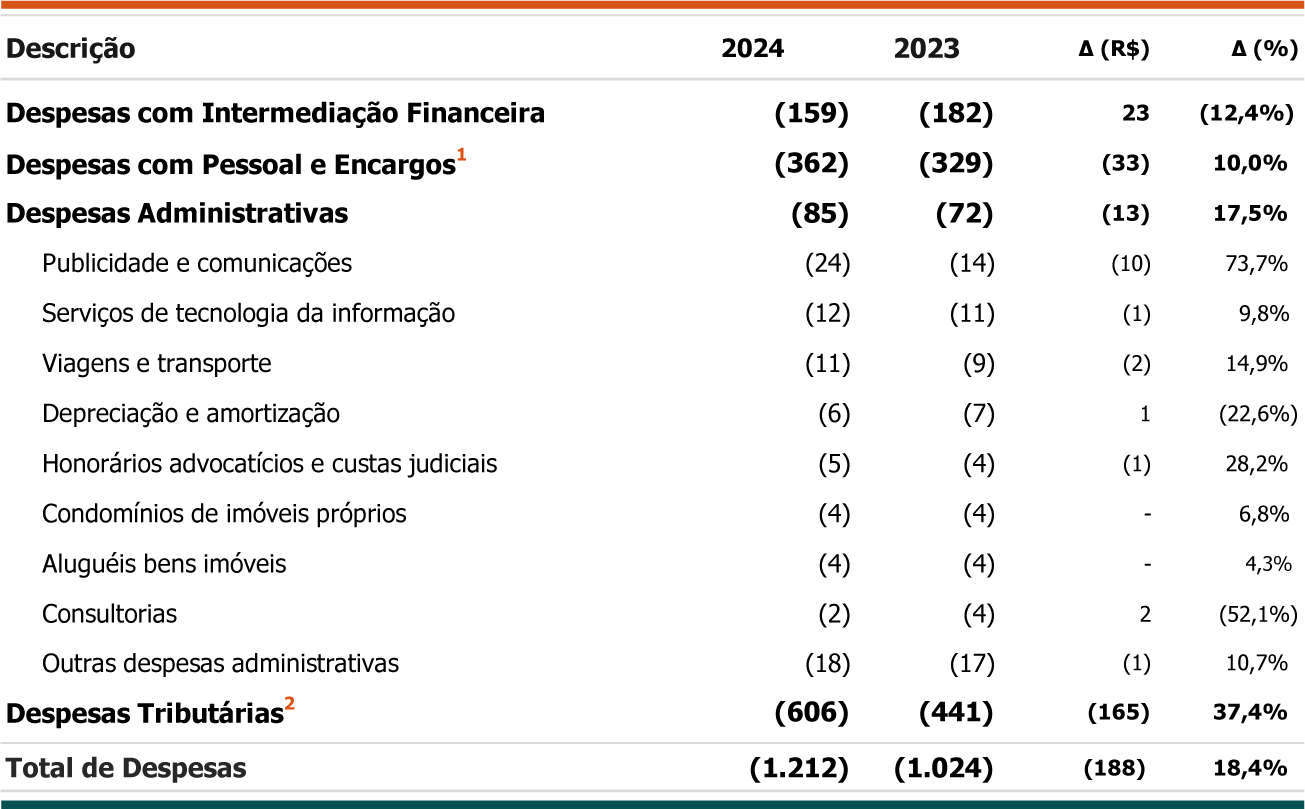 Descrição 2024 2023 Δ (R$) Δ (%)
Despesas com Intermediação Financeira (159) (182) 23 (12,4%)
Despesas com Pessoal e Encargos1 (362) (329) (33) 10,0%
Despesas Administrativas (85) (72) (13) 17,5%
Publicidade e comunicações (24) (14) (10) 73,7%
Serviços de tecnologia da informação (12) (11) (1) 9,8%
Viagens e transporte (11) (9) (2) 14,9%
Depreciação e amortização (6) (7) 1 (22,6%)
Honorários advocatícios e custas judiciais (5) (4) (1) 28,2%
Condomínios de imóveis próprios (4) (4) - 6,8%
Aluguéis bens imóveis (4) (4) - 4,3%
Consultorias (2) (4) 2 (52,1%)
Outras despesas administrativas (18) (17) (1) 10,7%
Despesas Tributárias2 (606) (441) (165) 37,4%
Total de Despesas (1.212) (1.024) (188) 18,4%